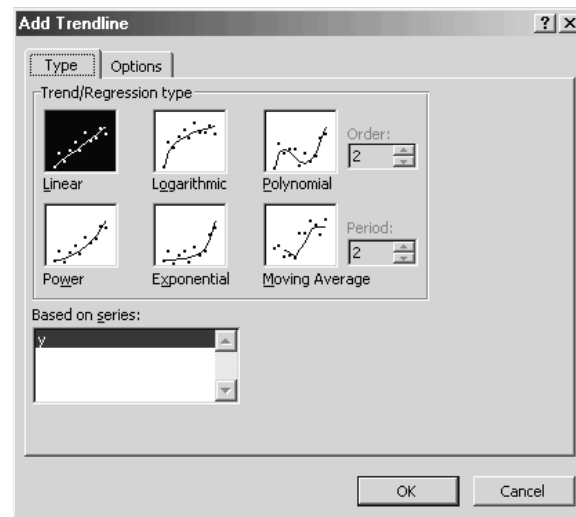 Add Trendline
? X
Type Options
Trend/Regression type
Linear Logarithmic Polynomial
Order:
2
Power Exponential Moving Average
Period:
2
Based on series:
y
OK Cancel